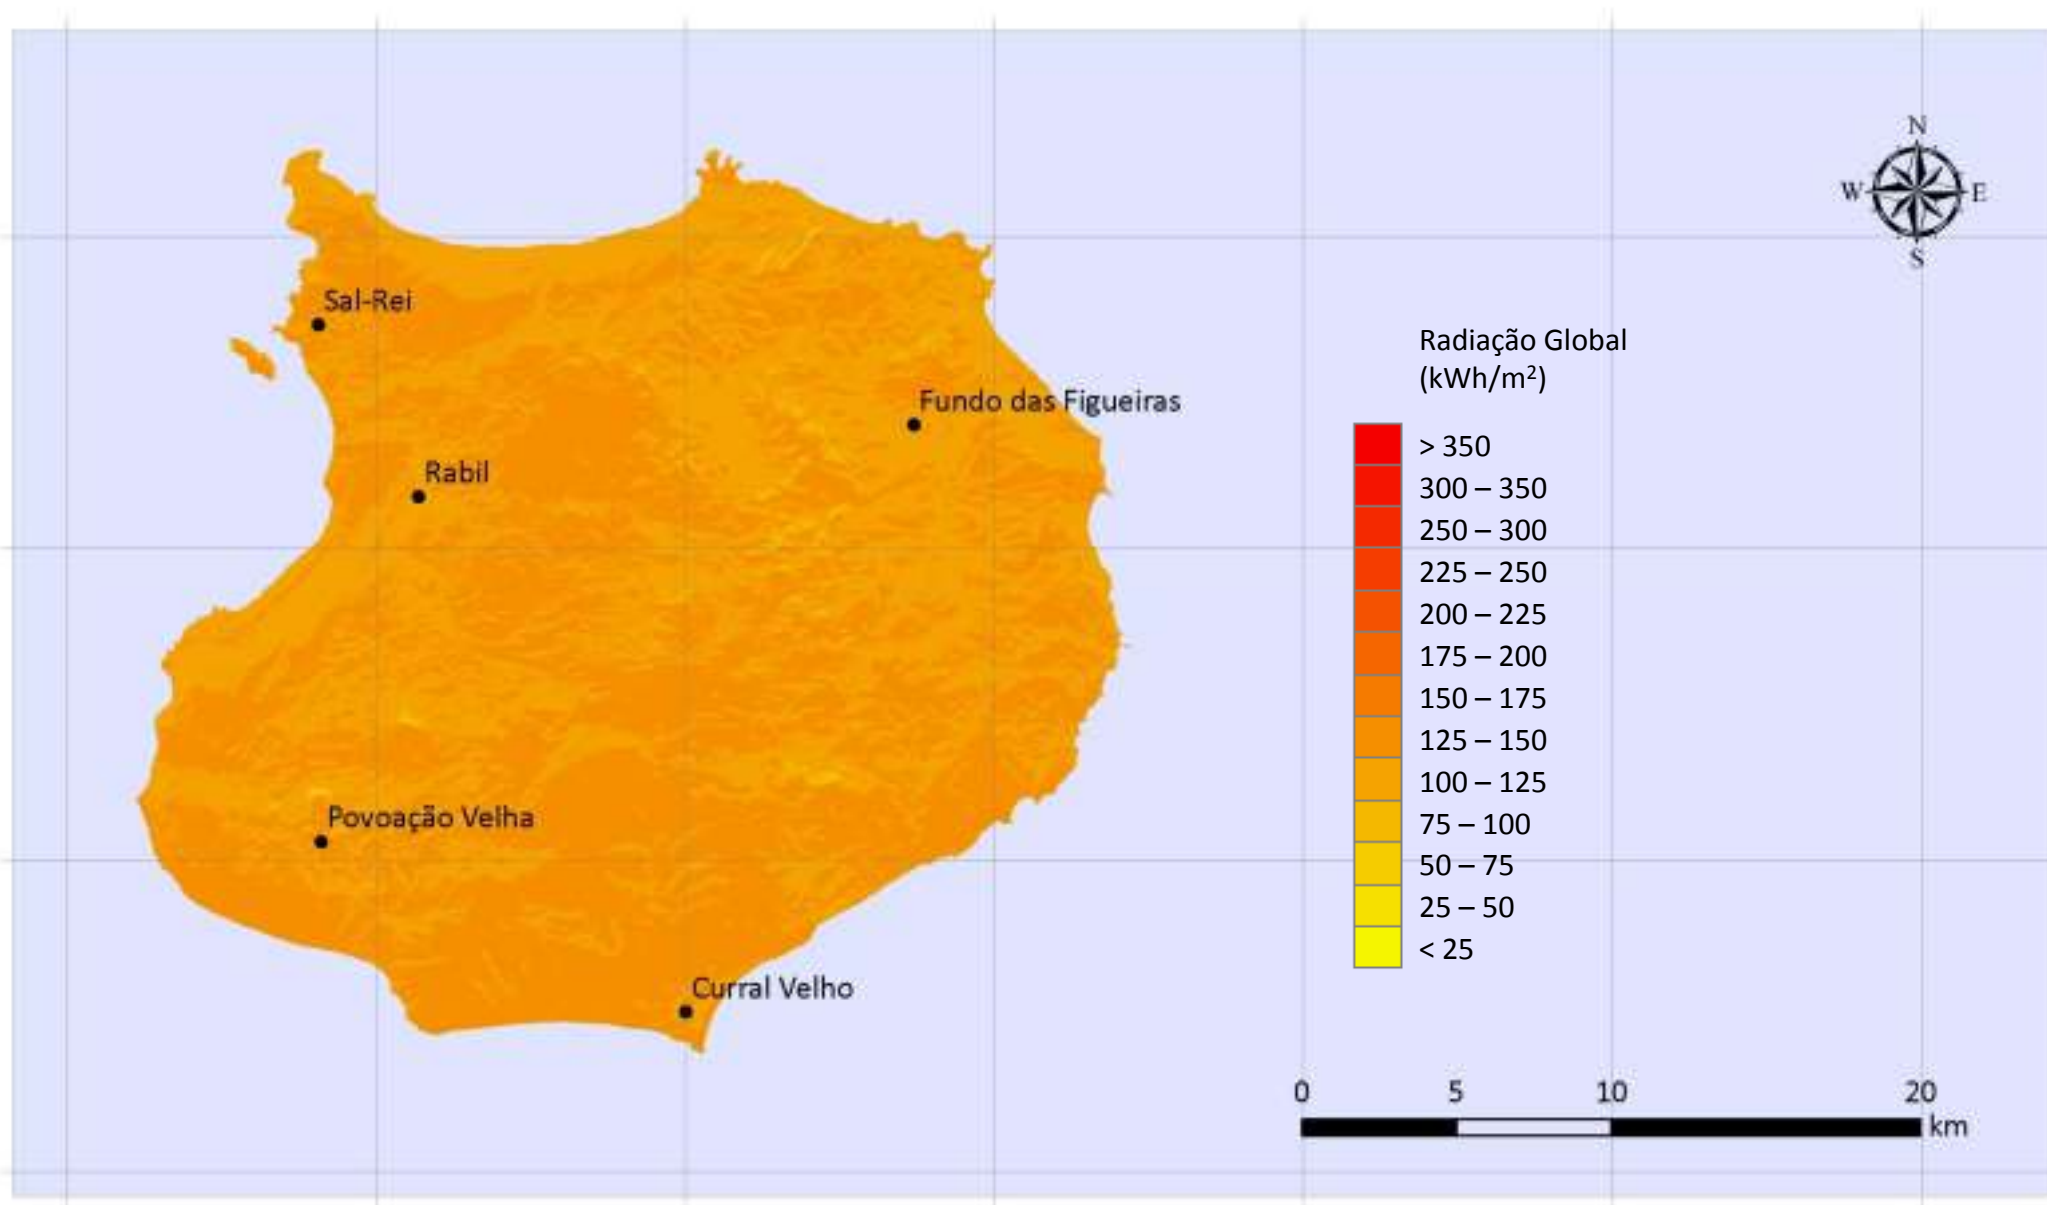 N
W E
S
Sal-Rei
Fundo das Figueiras
Rabil
Povoação Velha
Curral Velho
Radiação Global
(kWh/m²)
> 350
300 – 350
250 – 300
225 – 250
200 – 225
175 – 200
150 – 175
125 – 150
100 – 125
75 – 100
50 – 75
25 – 50
< 25
0 5 10 20
km